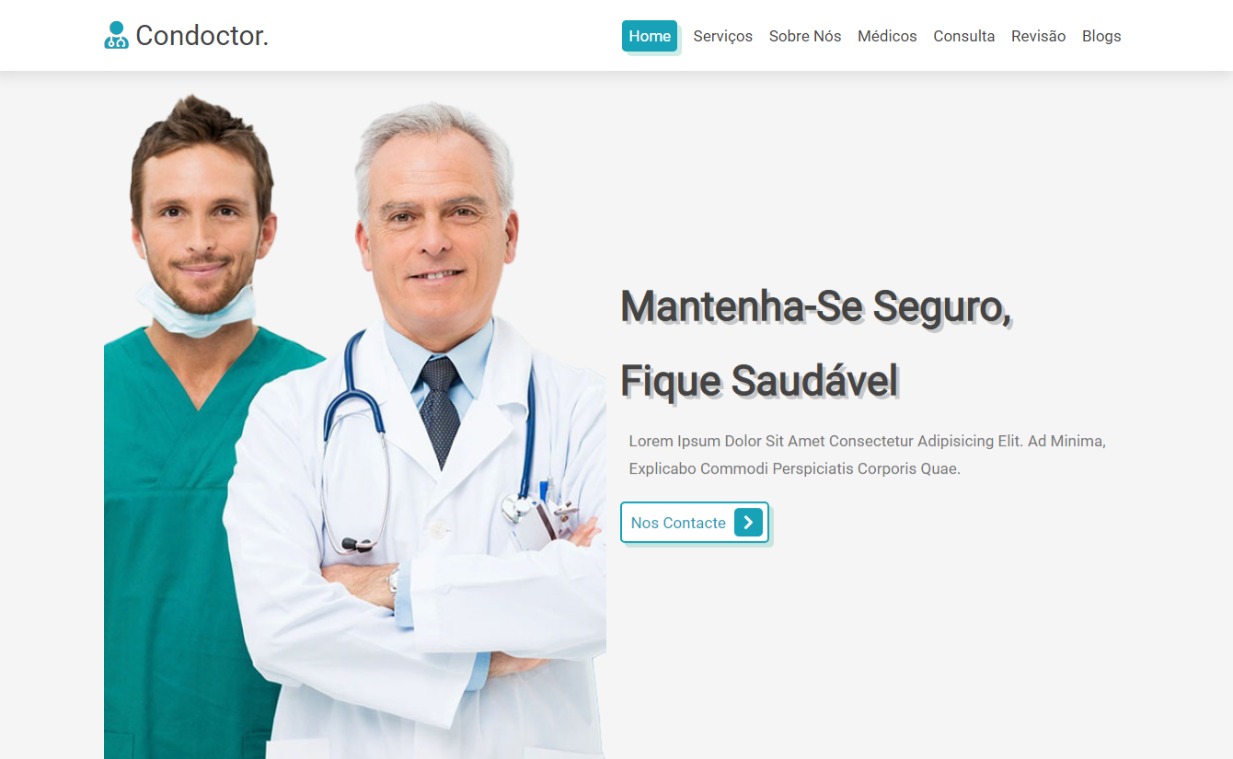 Condoctor.
Home Serviços Sobre Nós Médicos Consulta Revisão Blogs
Mantenha-Se Seguro,
Fique Saudável
Lorem Ipsum Dolor Sit Amet Consectetur Adipisicing Elit. Ad Minima,
Explicabo Commodi Perspiciatis Corporis Quae.
Nos Contacte